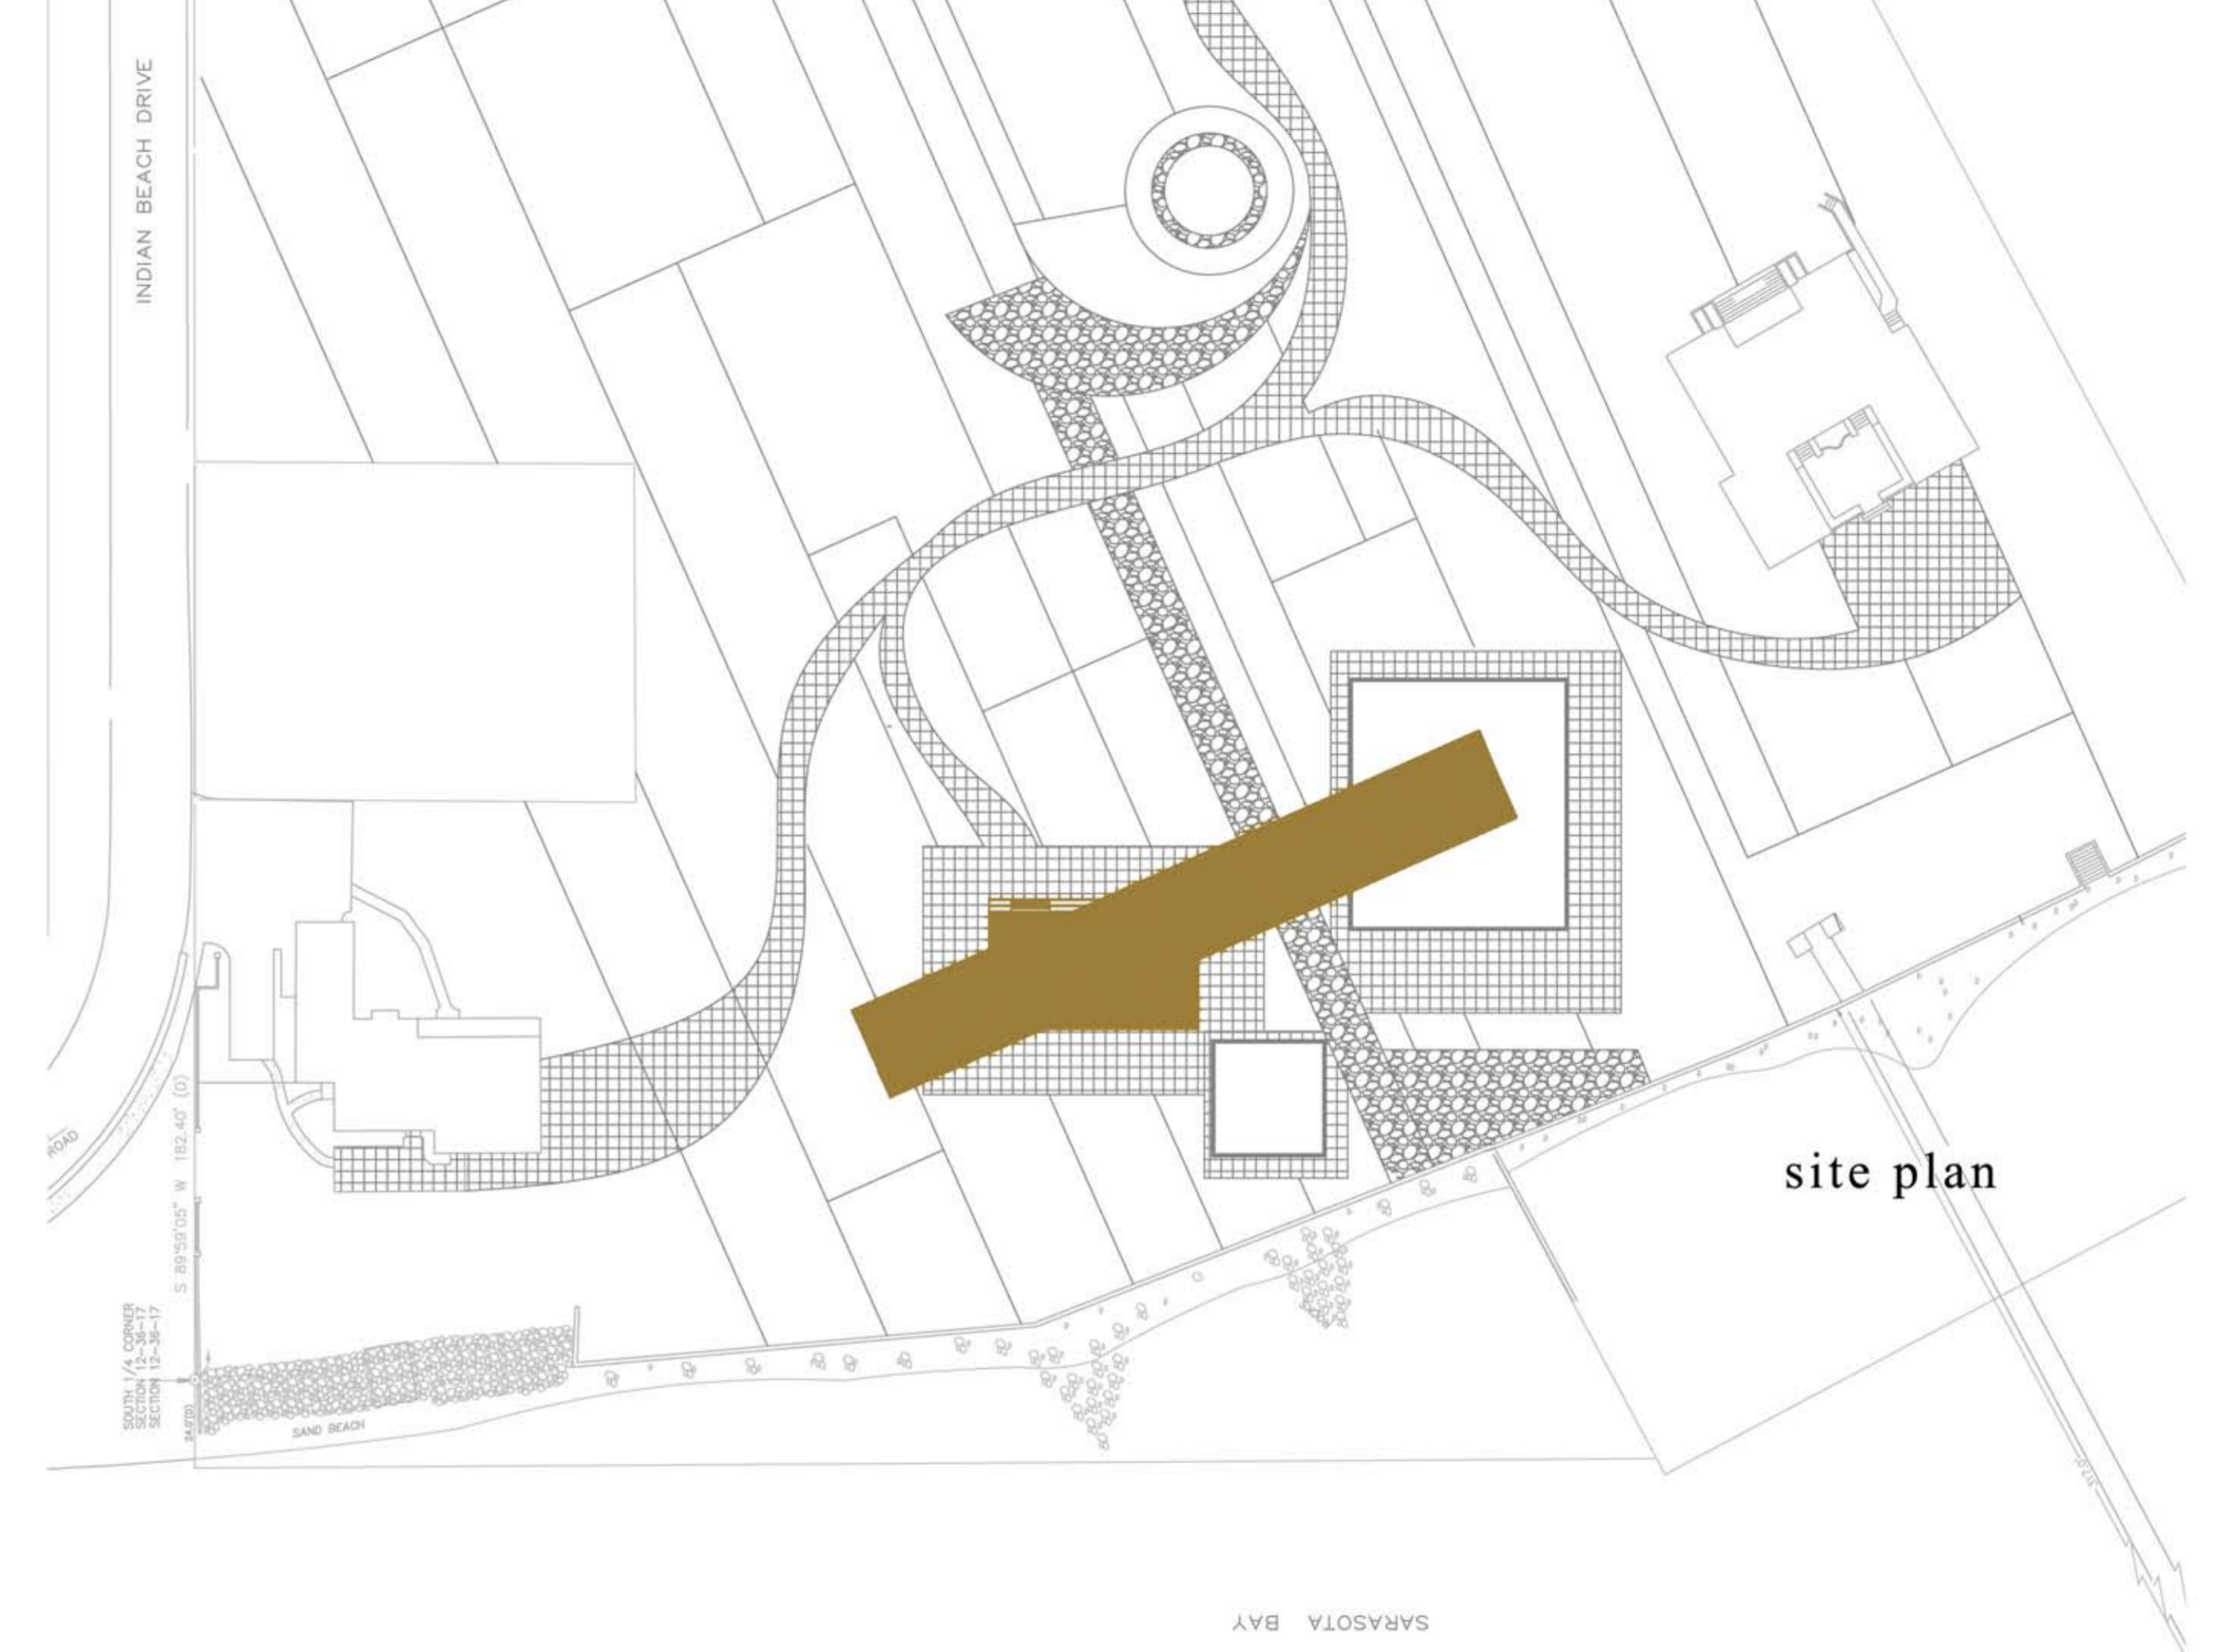 INDIAN BEACH DRIVE
ROAD
S 89°59'05" W 182.40' (D)
SOUTH 1/4 CORNER
SECTION 12-36-17
SECTION 12-36-17
SAND BEACH
site plan
SARASOTA BAY